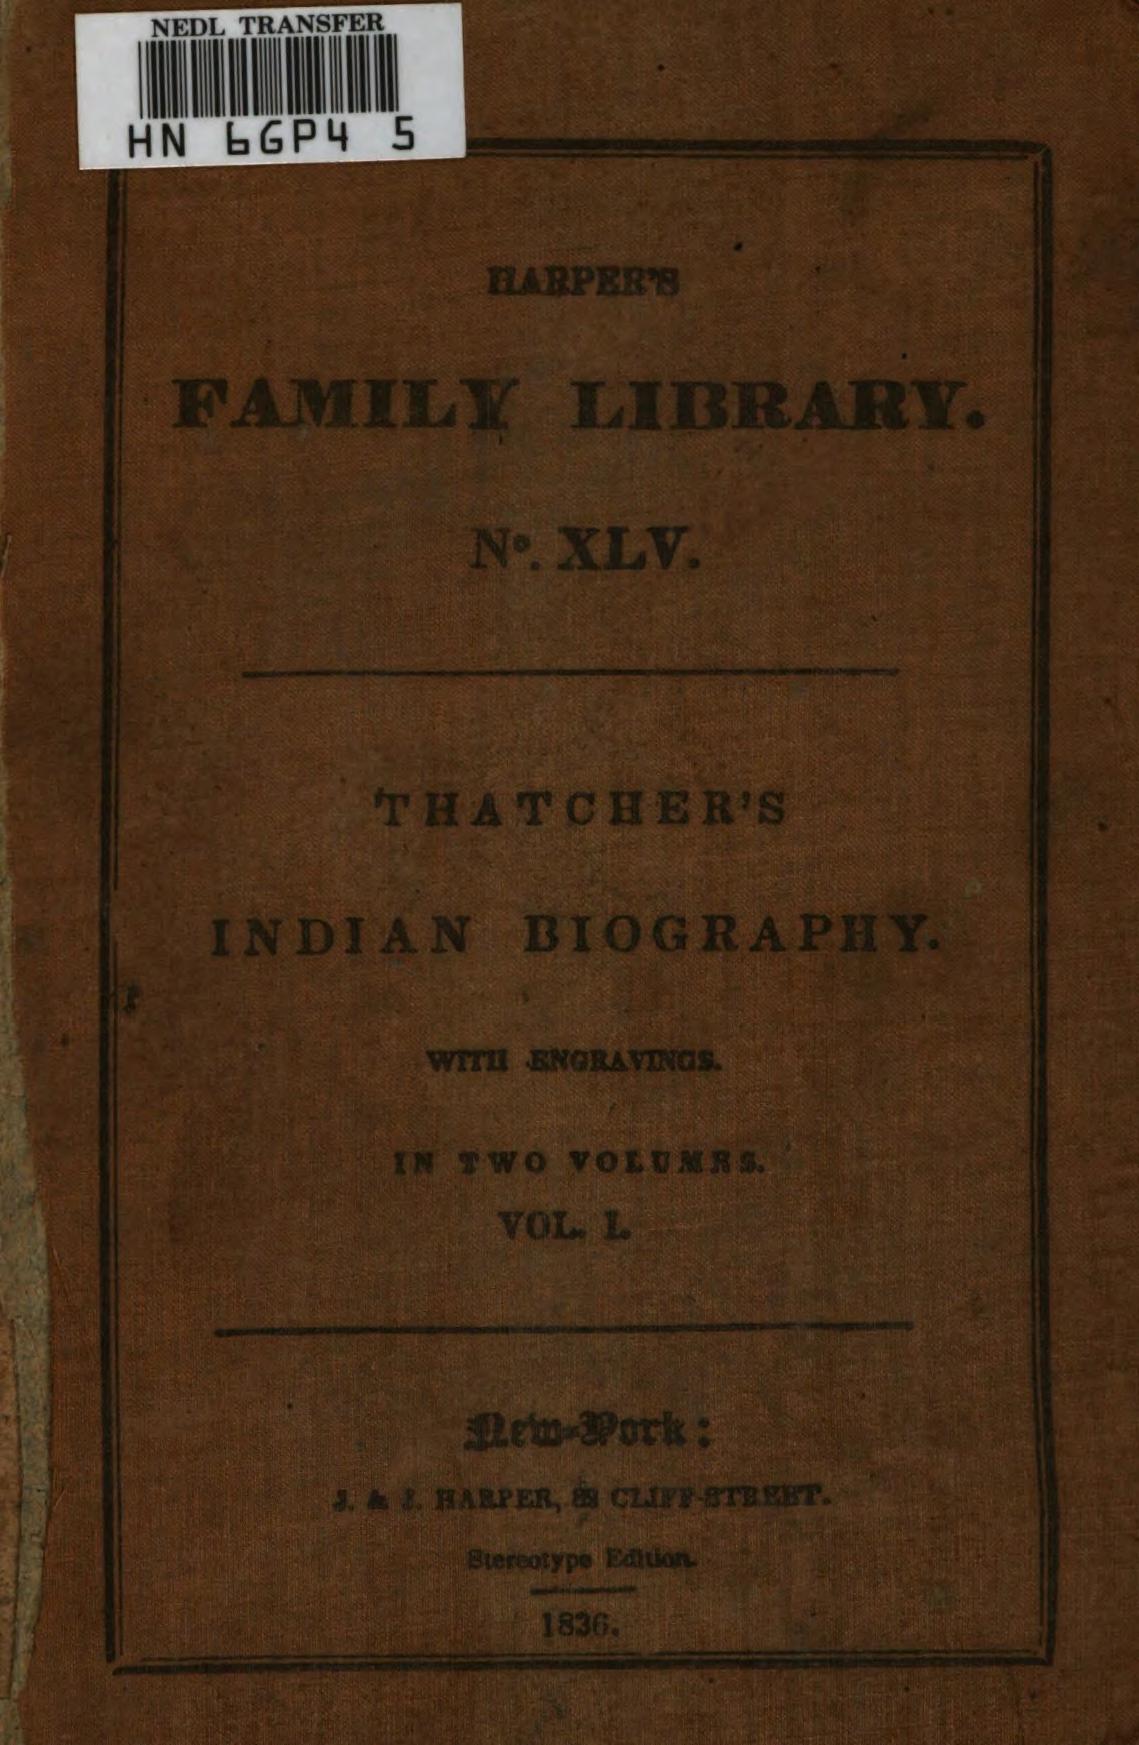 NEDL TRANSFER
HN 6GP4 5
HARPER'S
FAMILY LIBRARY.
No. XLV.
THATCHER'S
INDIAN BIOGRAPHY.
WITH ENGRAVINGS.
IN TWO VOLUMES.
VOL. I.
New-York:
J. & J. HARPER, CLIFF-STREET.
Stereotype Edition.
1836.